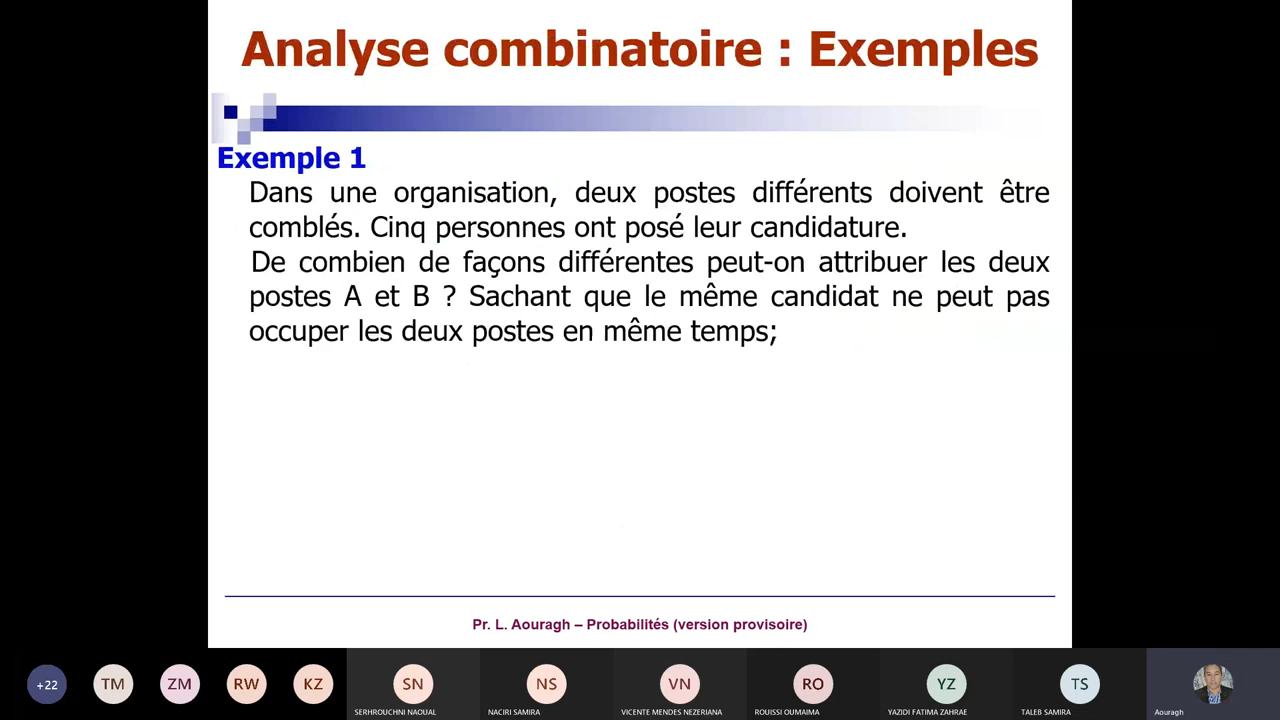 Analyse combinatoire : Exemples
Exemple 1
Dans une organisation, deux postes différents doivent être
comblés. Cinq personnes ont posé leur candidature.
De combien de façons différentes peut-on attribuer les deux
postes A et B ? Sachant que le même candidat ne peut pas
occuper les deux postes en même temps;
Pr. L. Aouragh – Probabilités (version provisoire)
+22
TM
ZM
RW
KZ
SN
NS
VN
RO
YZ
TS
SERHROUCHNI NAOUAL
NACIRI SAMIRA
VICENTE MENDES NEZERIANA
ROUISSI OUMAIMA
YAZIDI FATIMA ZAHRAE
TALEB SAMIRA
Aouragh